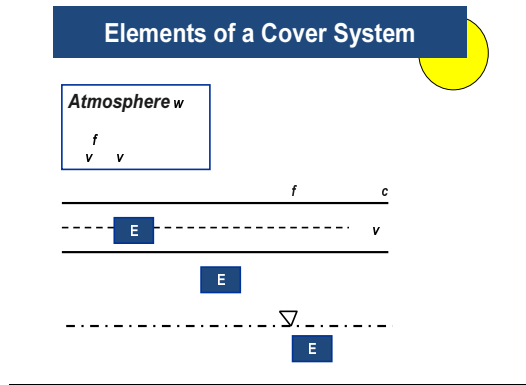 Elements of a Cover System
Atmosphere w
f
v v
f c
E v
E
E